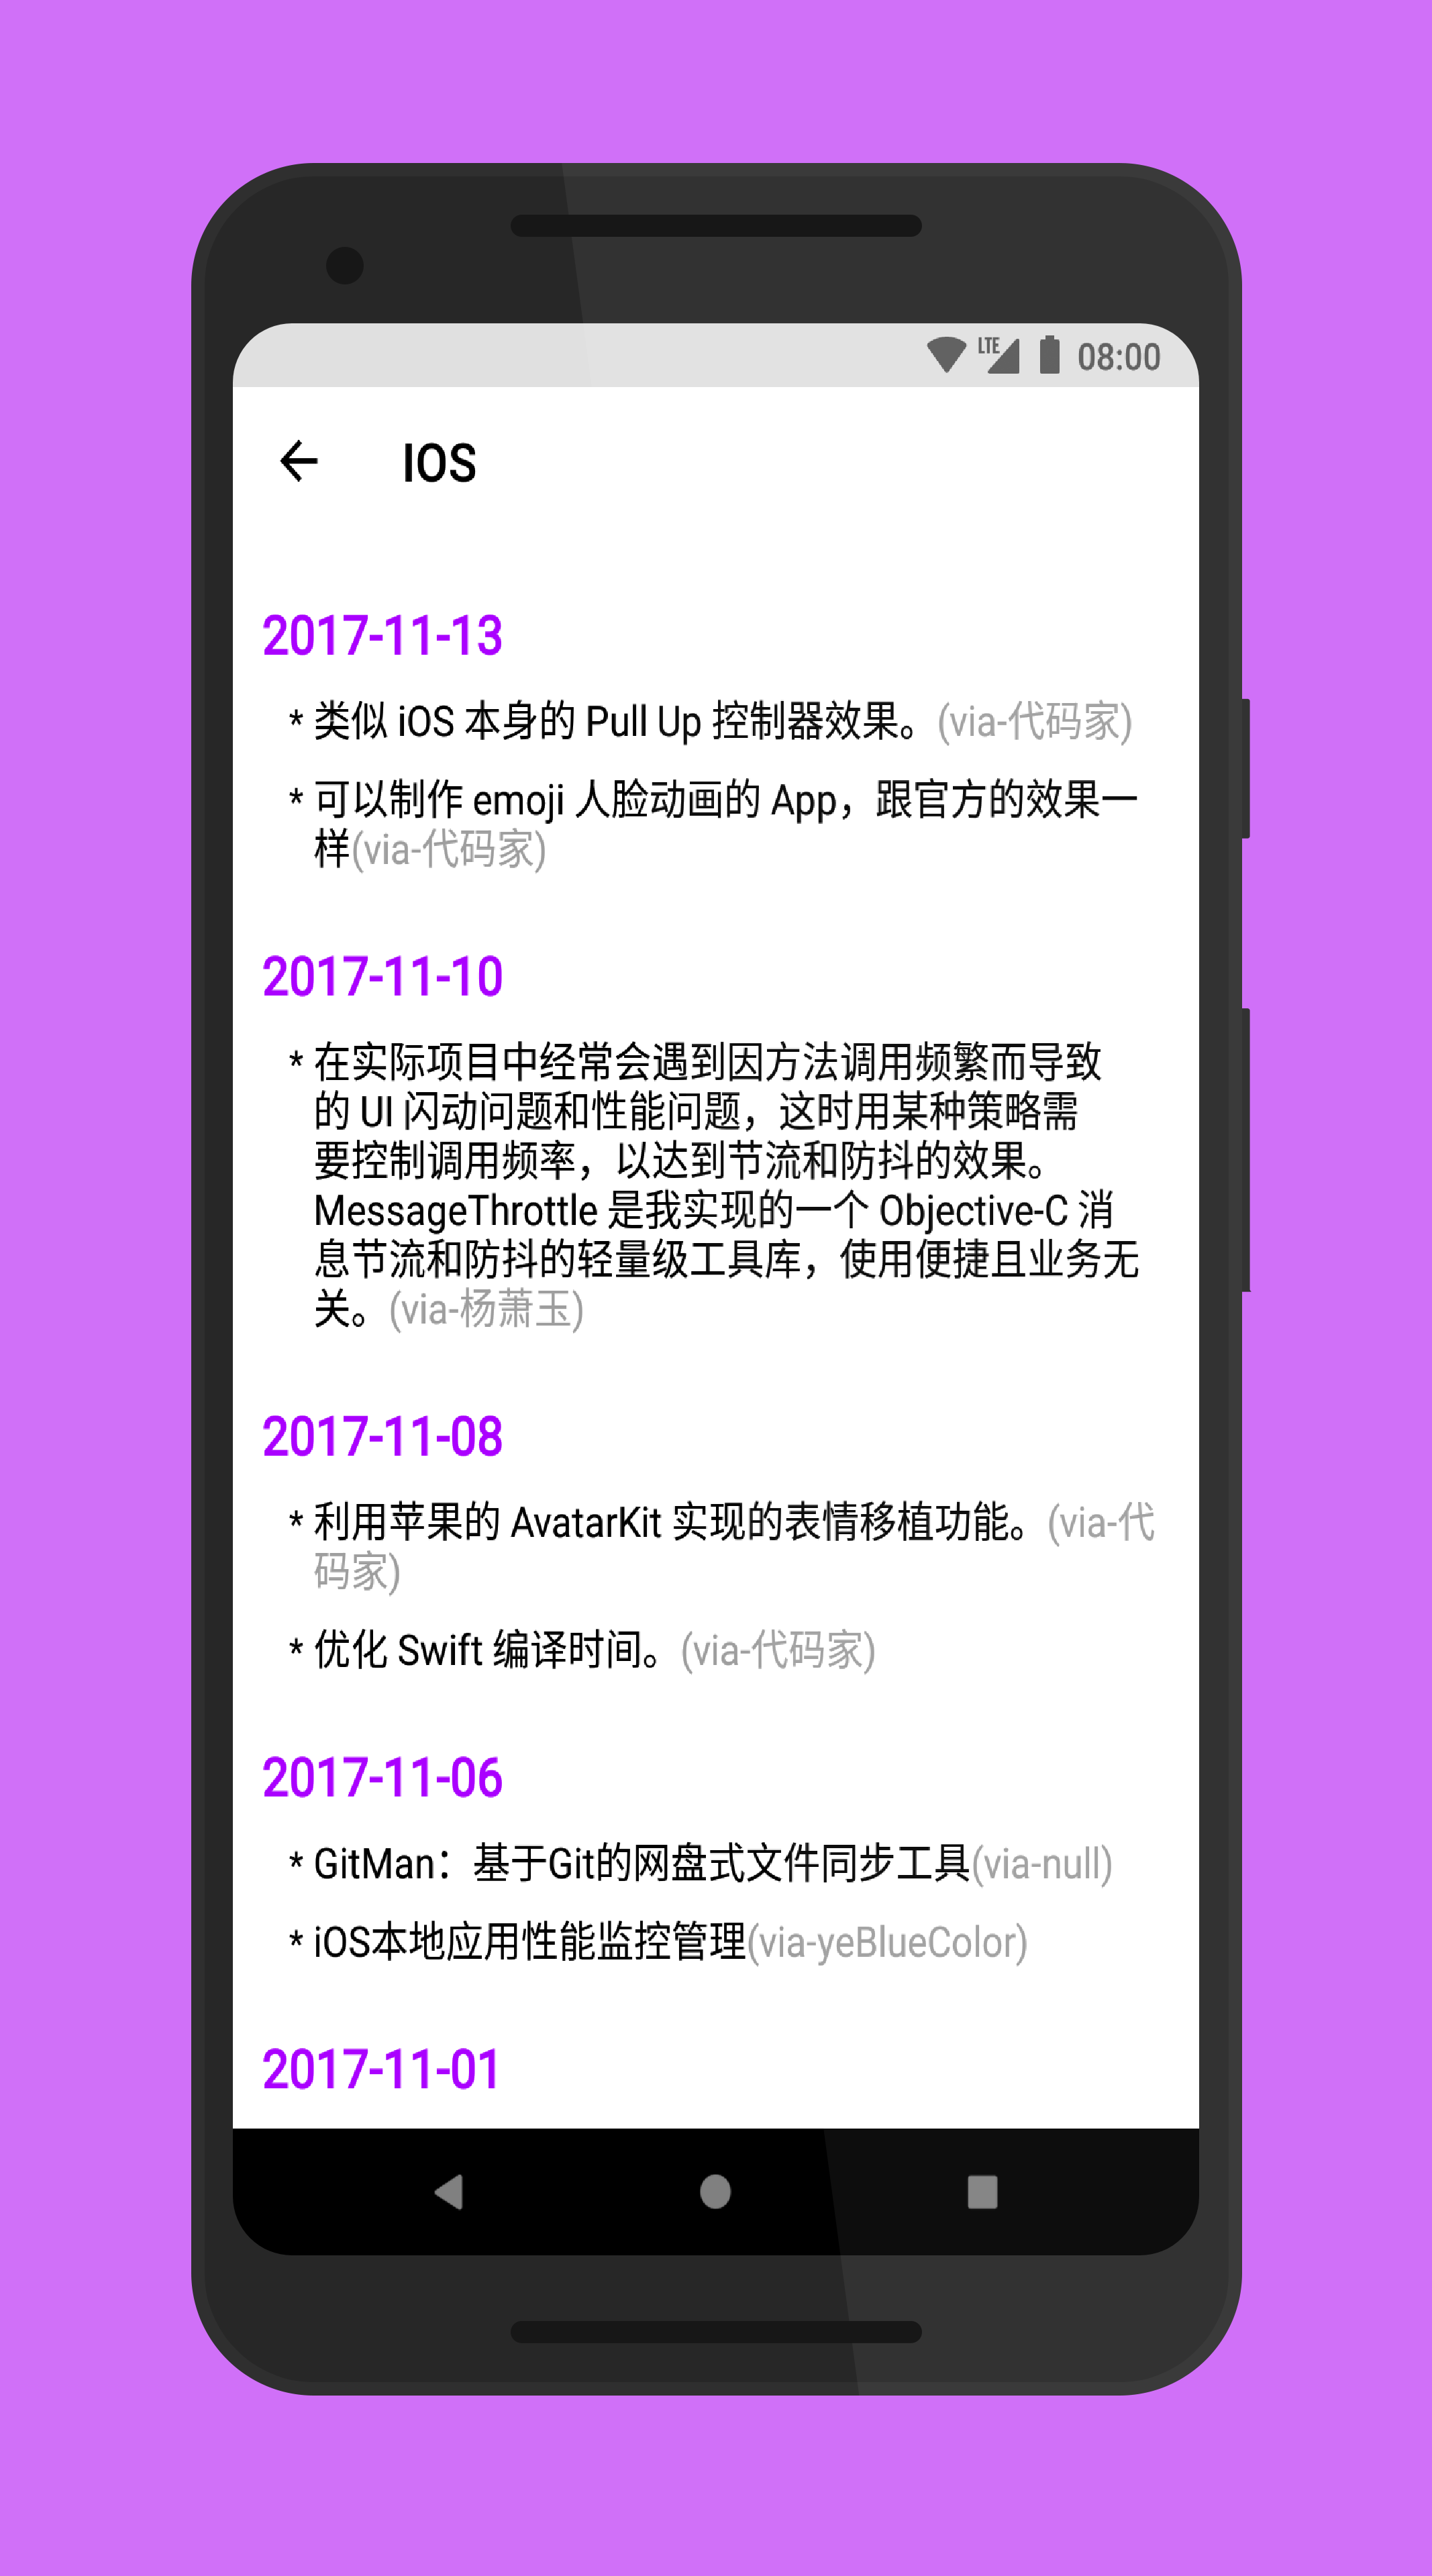 LTE 08:00
IOS
2017-11-13
* 类似 iOS 本身的 Pull Up 控制器效果。(via-代码家)
* 可以制作 emoji 人脸动画的 App，跟官方的效果一
样(via-代码家)
2017-11-10
* 在实际项目中经常会遇到因方法调用频繁而导致
的 UI 闪动问题和性能问题，这时用某种策略需
要控制调用频率，以达到节流和防抖的效果。
MessageThrottle 是我实现的一个 Objective-C 消
息节流和防抖的轻量级工具库，使用便捷且业务无
关。(via-杨萧玉)
2017-11-08
* 利用苹果的 AvatarKit 实现的表情移植功能。(via-代
码家)
* 优化 Swift 编译时间。(via-代码家)
2017-11-06
* GitMan：基于Git的网盘式文件同步工具(via-null)
* iOS本地应用性能监控管理(via-yeBlueColor)
2017-11-01